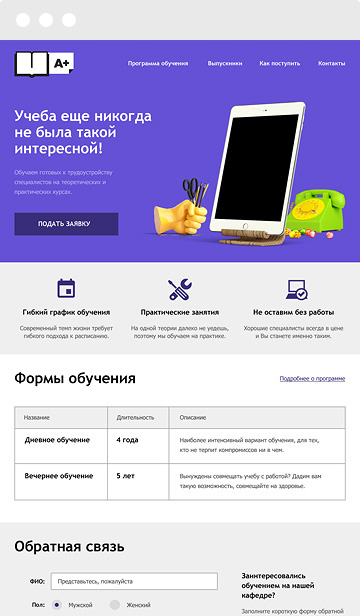 A+
Программа обучения Выпускники Как поступить Контакты
Учеба еще никогда
не была такой
интересной!
Обучаем готовых к трудоустройству
специалистов на теоретических и
практических курсах.
ПОДАТЬ ЗАЯВКУ
Гибкий график обучения
Современный темп жизни требует
гибкого подхода к расписанию.
Практические занятия
На одной теории далеко не уедешь,
поэтому мы обучаем на практике.
Не оставим без работы
Хорошие специалисты всегда в цене
и Вы станете именно таким.
Формы обучения
Подробнее о программе
Название Длительность Описание
Дневное обучение 4 года Наиболее интенсивный вариант обучения, для тех,
кто не терпит компромиссов ни в чем.
Вечернее обучение 5 лет Вынуждены совмещать учебу с работой? Дадим вам
такую возможность, совмещайте на здоровье.
Обратная связь
ФИО: Представьтесь, пожалуйста
Пол: Мужской Женский
Заинтересовались
обучением на нашей
кафедре?
Заполните короткую форму обратной